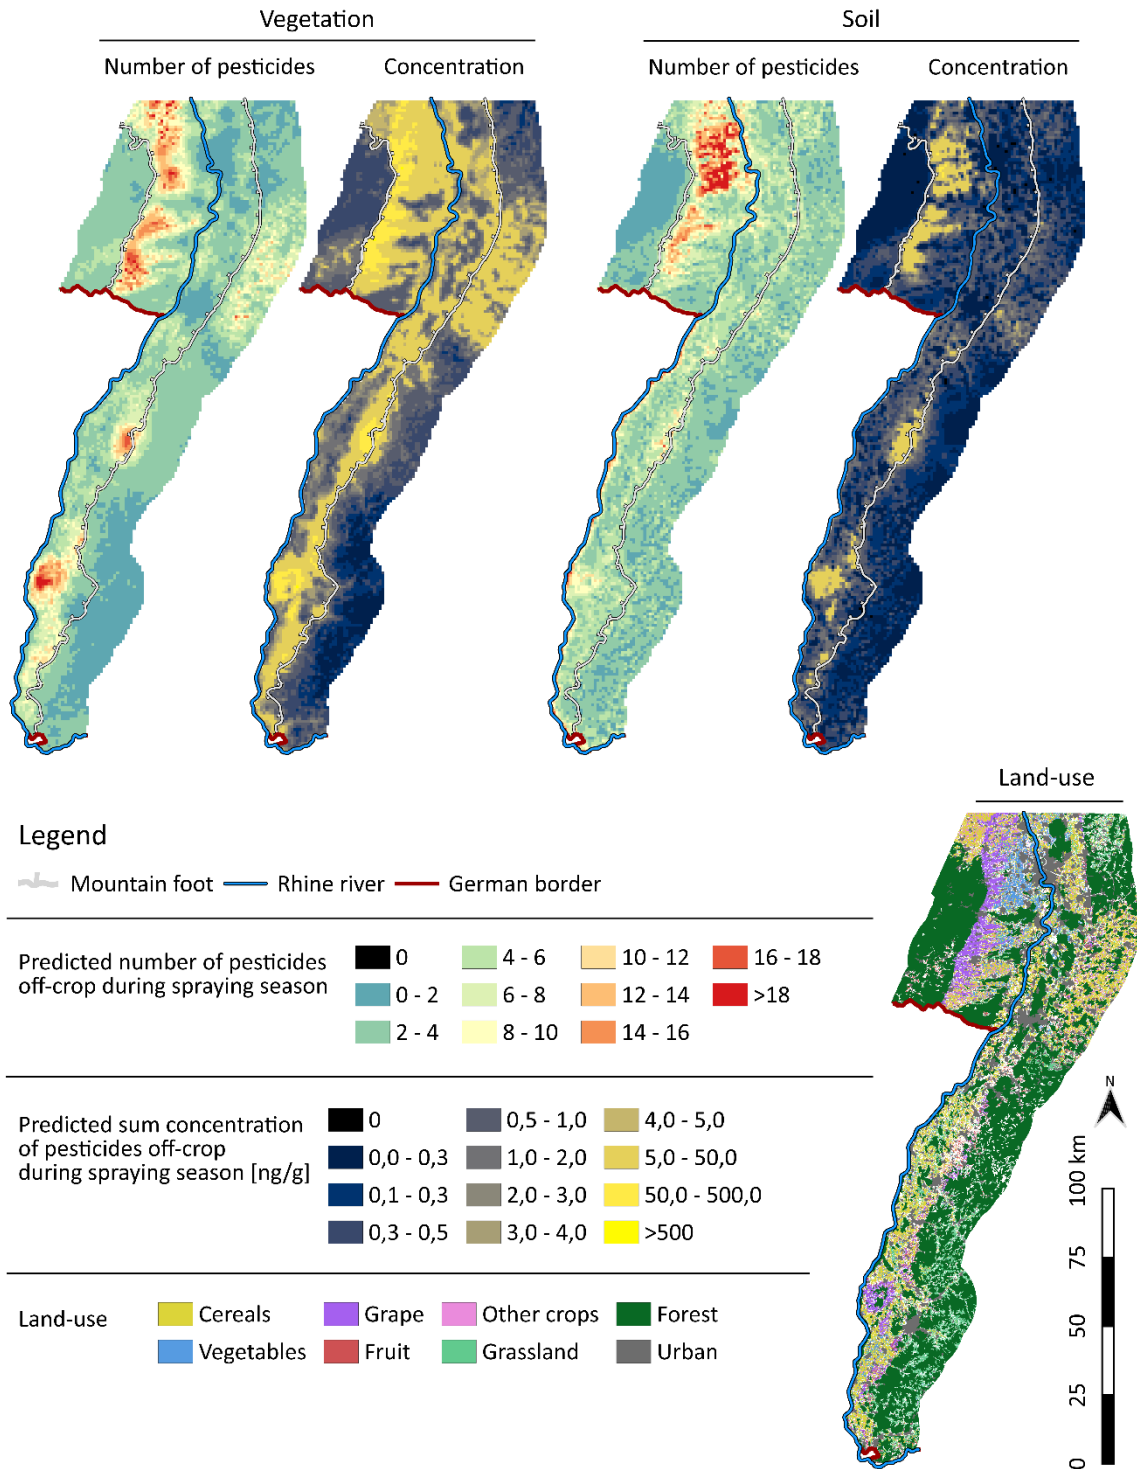 Vegetation
Soil
Number of pesticides
Concentration
Number of pesticides
Concentration
Land-use
Legend
Mountain foot
Rhine river
German border
Predicted number of pesticides
off-crop during spraying season
0
4 - 6
10 - 12
16 - 18
0 - 2
6 - 8
12 - 14
>18
2 - 4
8 - 10
14 - 16
Predicted sum concentration
of pesticides off-crop
during spraying season [ng/g]
0
0,5 - 1,0
4,0 - 5,0
0,0 - 0,3
1,0 - 2,0
5,0 - 50,0
0,1 - 0,3
2,0 - 3,0
50,0 - 500,0
0,3 - 0,5
3,0 - 4,0
>500
Land-use
Cereals
Grape
Other crops
Forest
Vegetables
Fruit
Grassland
Urban
N
100 km
75
50
25
0